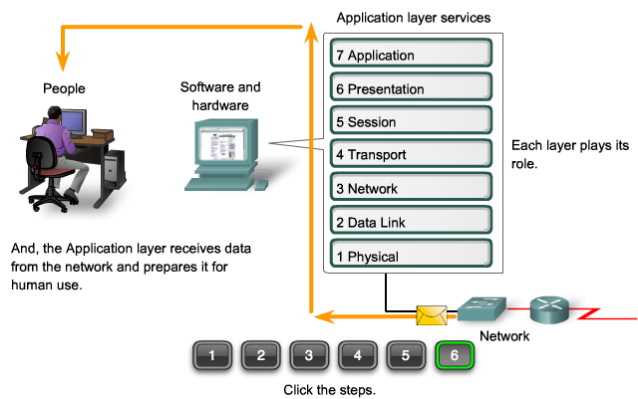 Application layer services
7 Application
People
Software and
hardware
6 Presentation
5 Session
4 Transport
Each layer plays its
role.
3 Network
2 Data Link
1 Physical
And, the Application layer receives data
from the network and prepares it for
human use.
Network
1 2 3 4 5 6
Click the steps.